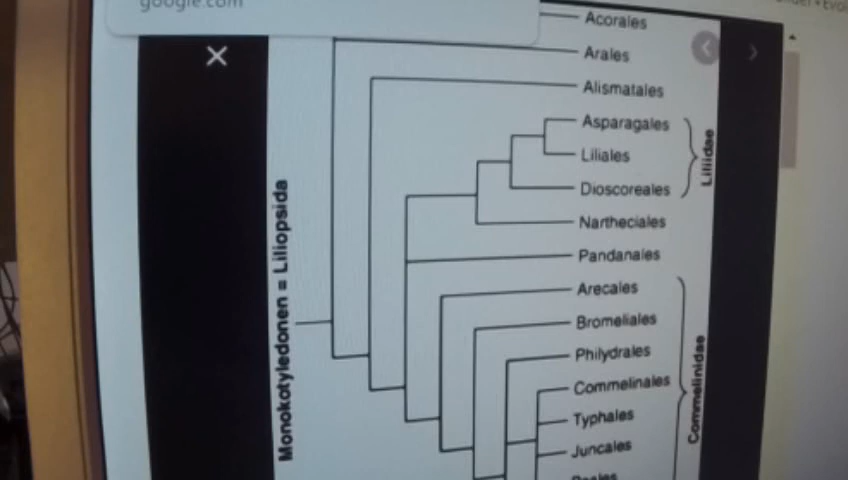 google.com
Acorales
Arales
Alismatales
Asparagales
Liliales
Dioscoreales
Nartheciales
Pandanales
Arecales
Bromeliales
Philydrales
Commelinales
Typhales
Juncales
Liliidae
Commelinidae
Monokotyledonen = Liliopsida